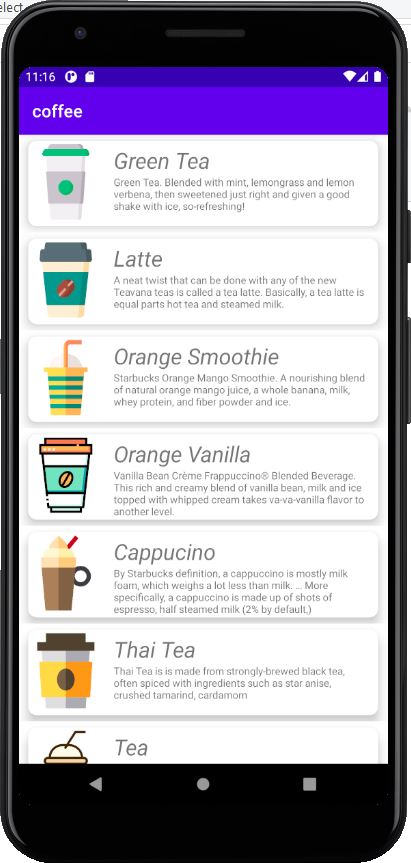 elect
11:16
coffee
Green Tea
Green Tea. Blended with mint, lemongrass and lemon
verbena, then sweetened just right and given a good
shake with ice, so-refreshing!
Latte
A neat twist that can be done with any of the new
Teavana teas is called a tea latte. Basically, a tea latte is
equal parts hot tea and steamed milk.
Orange Smoothie
Starbucks Orange Mango Smoothie. A nourishing blend
of natural orange mango juice, a whole banana, milk,
whey protein, and fiber powder and ice.
Orange Vanilla
Vanilla Bean Crème Frappuccino® Blended Beverage.
This rich and creamy blend of vanilla bean, milk and ice
topped with whipped cream takes va-va-vanilla flavor to
another level.
Cappucino
By Starbucks definition, a cappuccino is mostly milk
foam, which weighs a lot less than milk. ... More
specifically, a cappuccino is made up of shots of
espresso, half steamed milk (2% by default,)
Thai Tea
Thai Tea is is made from strongly-brewed black tea,
often spiced with ingredients such as star anise,
crushed tamarind, cardamom
Tea